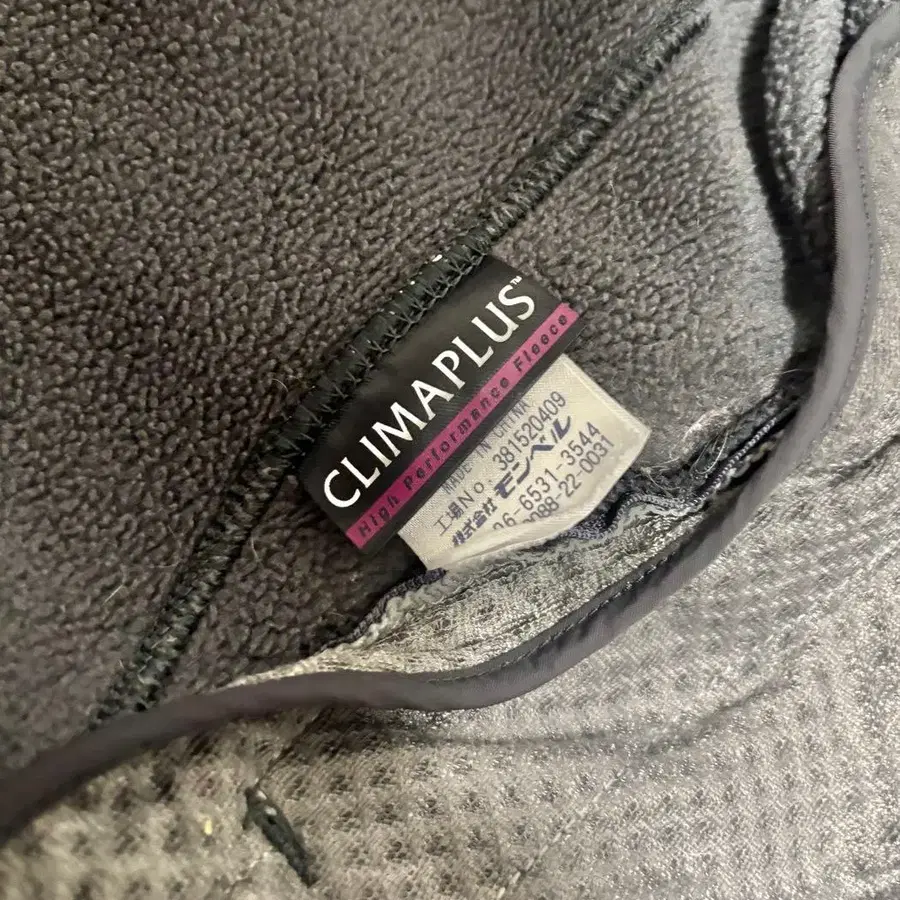 CLIMAPLUS™
High Performance Fleece
MADE IN CHINA
工場No. 381520409
株式会社 モンベル
06-6531-3544
0088-22-0031